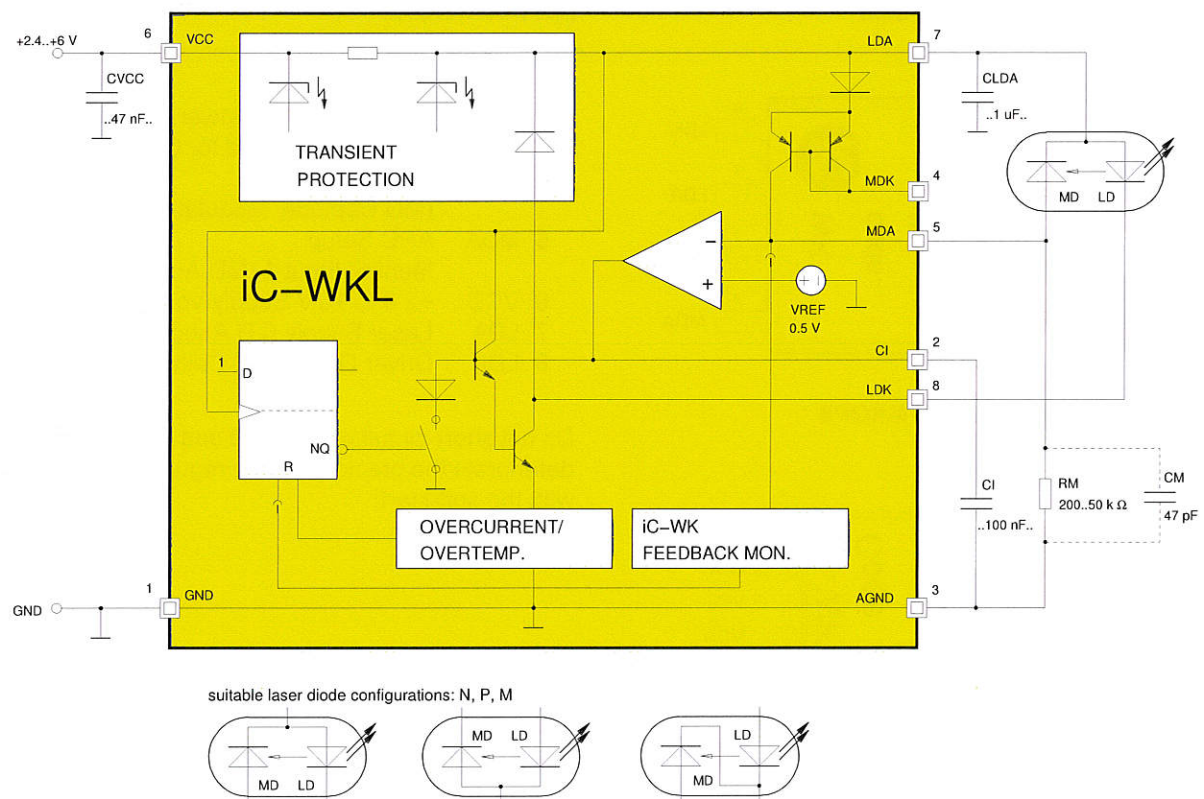 +2.4..+6 V
6
VCC
LDA
7
CVCC
..47 nF..
CLDA
..1 uF..
TRANSIENT
PROTECTION
MDK
4
MD
LD
MDA
5
−
+
+ I
VREF
0.5 V
iC–WKL
CI
2
LDK
8
1
D
NQ
R
OVERCURRENT/
OVERTEMP.
iC–WK
FEEDBACK MON.
CI
..100 nF..
RM
200..50 k Ω
CM
47 pF
GND
1
GND
AGND
3
suitable laser diode configurations: N, P, M
MD LD
MD LD
LD
MD